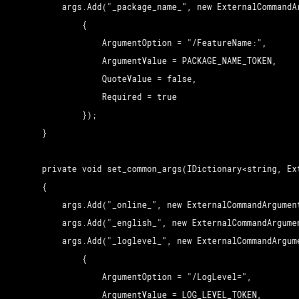 args.Add("_package_name_", new ExternalCommandAr
{
ArgumentOption = "/FeatureName:",
ArgumentValue = PACKAGE_NAME_TOKEN,
QuoteValue = false,
Required = true
});
}
private void set_common_args(IDictionary<string, Ext
{
args.Add("_online_", new ExternalCommandArgument
args.Add("_english_", new ExternalCommandArgumen
args.Add("_loglevel_", new ExternalCommandArgume
{
ArgumentOption = "/LogLevel=",
ArgumentValue = LOG_LEVEL_TOKEN,